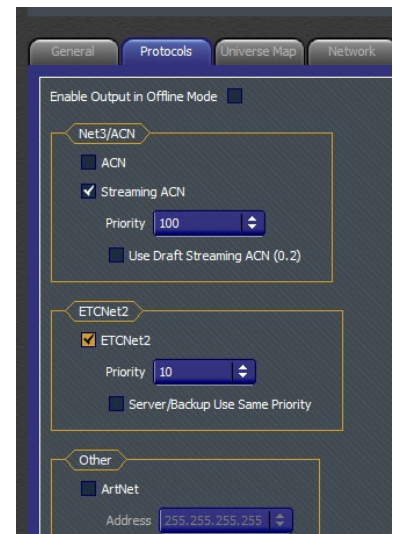 General Protocols Universe Map Network
Enable Output in Offline Mode
Net3/ACN
ACN
Streaming ACN
Priority 100
Use Draft Streaming ACN (0.2)
ETCNet2
ETCNet2
Priority 10
Server/Backup Use Same Priority
Other
ArtNet
Address 255.255.255.255